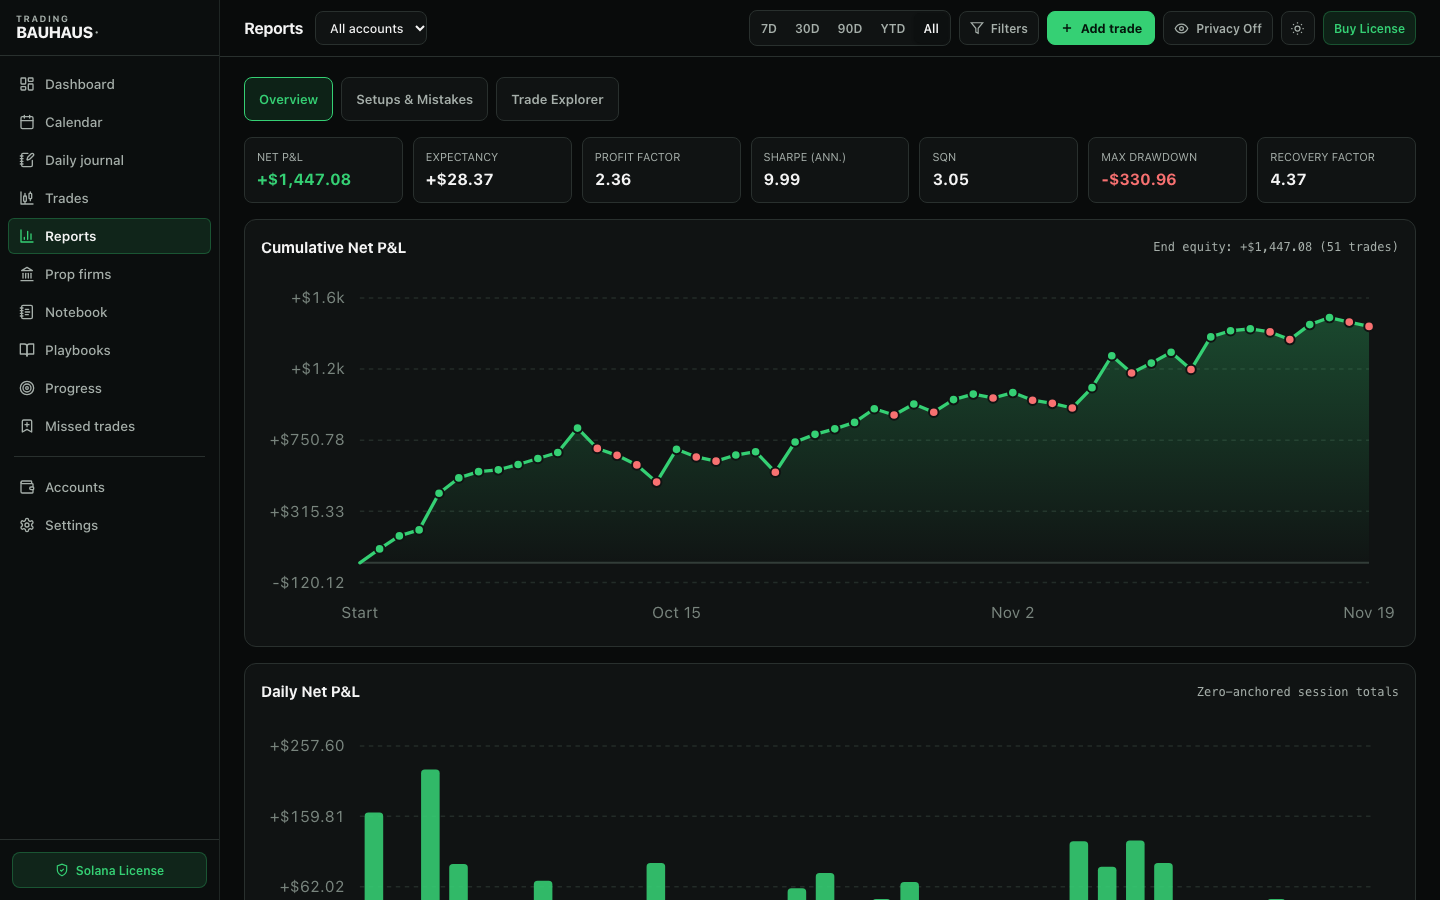 TRADING
BAUHAUS
Reports
All accounts
7D 30D 90D YTD All
Filters
+ Add trade
Privacy Off
Buy License
Dashboard
Calendar
Daily journal
Trades
Reports
Prop firms
Notebook
Playbooks
Progress
Missed trades
Accounts
Settings
Solana License
Overview
Setups & Mistakes
Trade Explorer
NET P&L
+$1,447.08
EXPECTANCY
+$28.37
PROFIT FACTOR
2.36
SHARPE (ANN.)
9.99
SQN
3.05
MAX DRAWDOWN
-$330.96
RECOVERY FACTOR
4.37
Cumulative Net P&L
End equity: +$1,447.08 (51 trades)
+$1.6k
+$1.2k
+$750.78
+$315.33
-$120.12
Start Oct 15 Nov 2 Nov 19
Daily Net P&L
Zero-anchored session totals
+$257.60
+$159.81
+$62.02